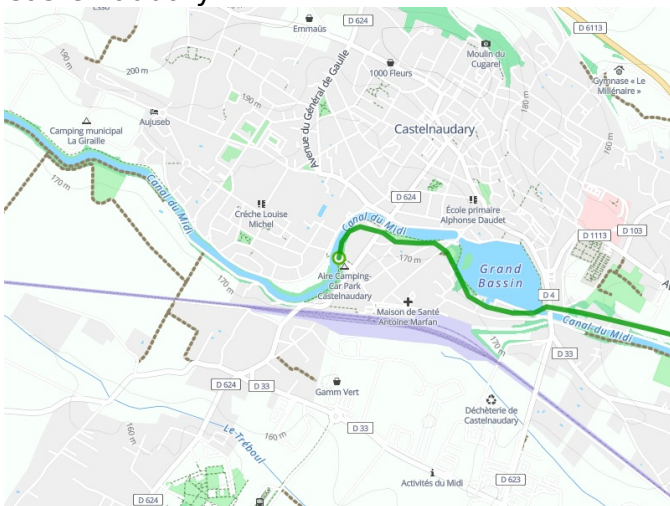 D 624
Emmaüs
D 6113
Moulin du
Cugarel
190 m
200 m
1000 Fleurs
Gymnase « Le
Millénaire »
Avenue du Général de Gaulle
190 m
180 m
Camping municipal
La Giraille
Aujuseb
Castelnaudary
160 m
170 m
Canal du Midi
D 624
École primaire
Alphonse Daudet
Crèche Louise
Michel
Canal du Midi
D 1113
D 103
170 m
Grand
Bassin
Aire Camping-
Car Park
Castelnaudary
170 m
D 4
Maison de Santé
Antoine Marfan
Canal du Midi
170 m
D 33
D 624
D 33
Gamm Vert
Déchèterie de
Castelnaudary
D 33
Le Tréboul
160 m
160 m
Activités du Midi
D 623
D 624